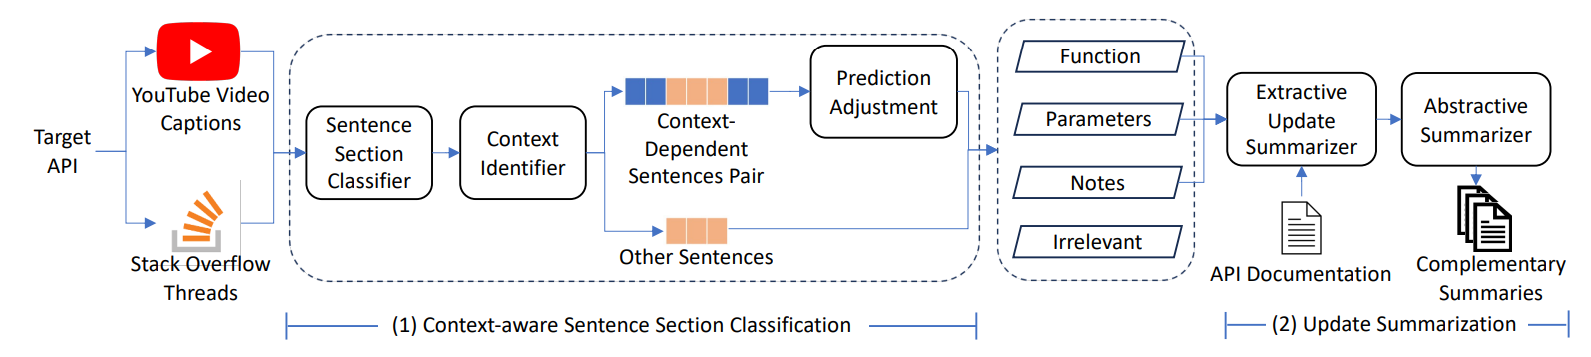 Target
API
YouTube Video
Captions
Stack Overflow
Threads
Sentence
Section
Classifier
Context
Identifier
Context-
Dependent
Sentences Pair
Other Sentences
Prediction
Adjustment
Function
Parameters
Notes
Irrelevant
Extractive
Update
Summarizer
API Documentation
Abstractive
Summarizer
Complementary
Summaries
(1) Context-aware Sentence Section Classification
(2) Update Summarization